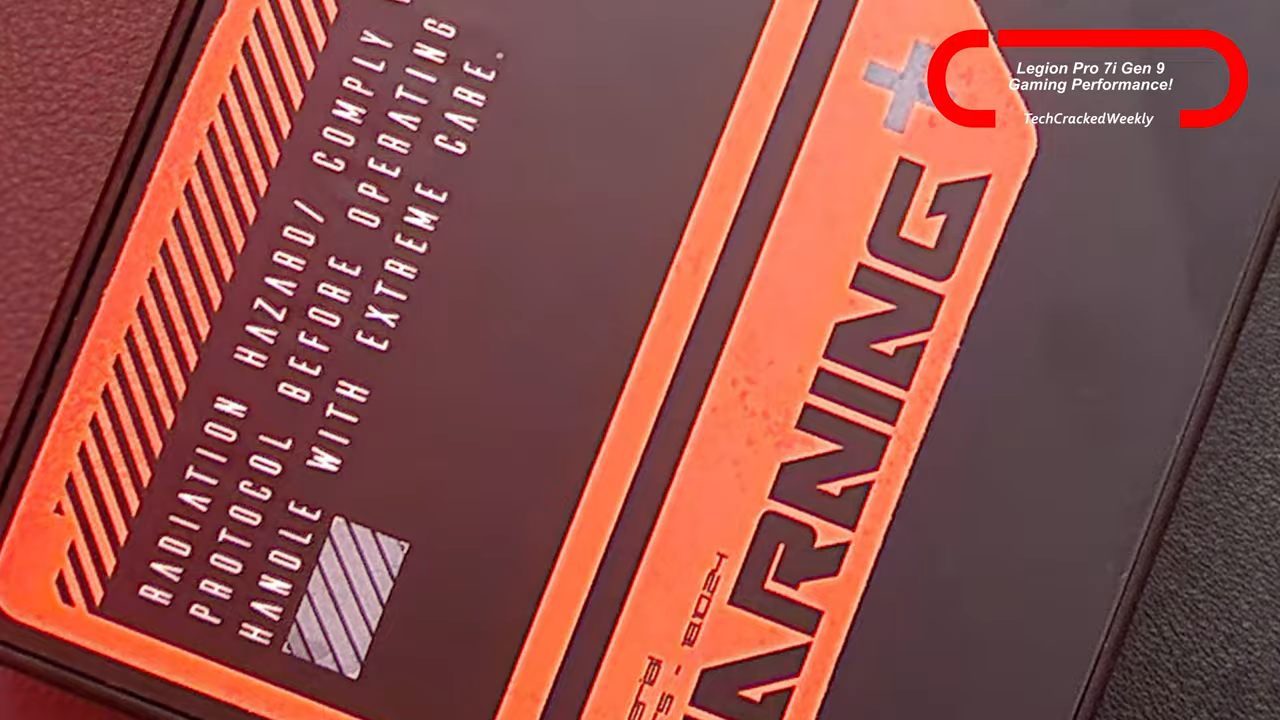 Legion Pro 7i Gen 9
Gaming Performance!
TechCrackedWeekly
RADIATION HAZARD/ COMPLY
PROTOCOL BEFORE OPERATING
HANDLE WITH EXTREME CARE.
ARNING
S - 8024